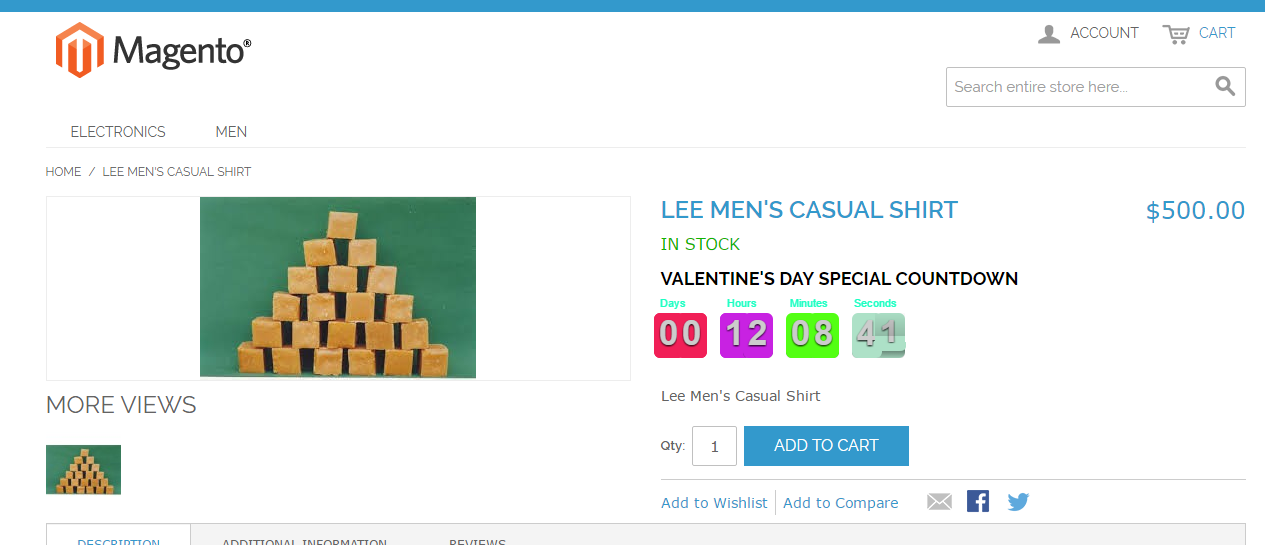 Magento®
ACCOUNT CART
Search entire store here...
ELECTRONICS MEN
HOME / LEE MEN'S CASUAL SHIRT
LEE MEN'S CASUAL SHIRT $500.00
IN STOCK
VALENTINE'S DAY SPECIAL COUNTDOWN
Days Hours Minutes Seconds
00 12 08 41
MORE VIEWS
Lee Men's Casual Shirt
Qty: 1 ADD TO CART
Add to Wishlist Add to Compare
DESCRIPTION ADDITIONAL INFORMATION REVIEWS